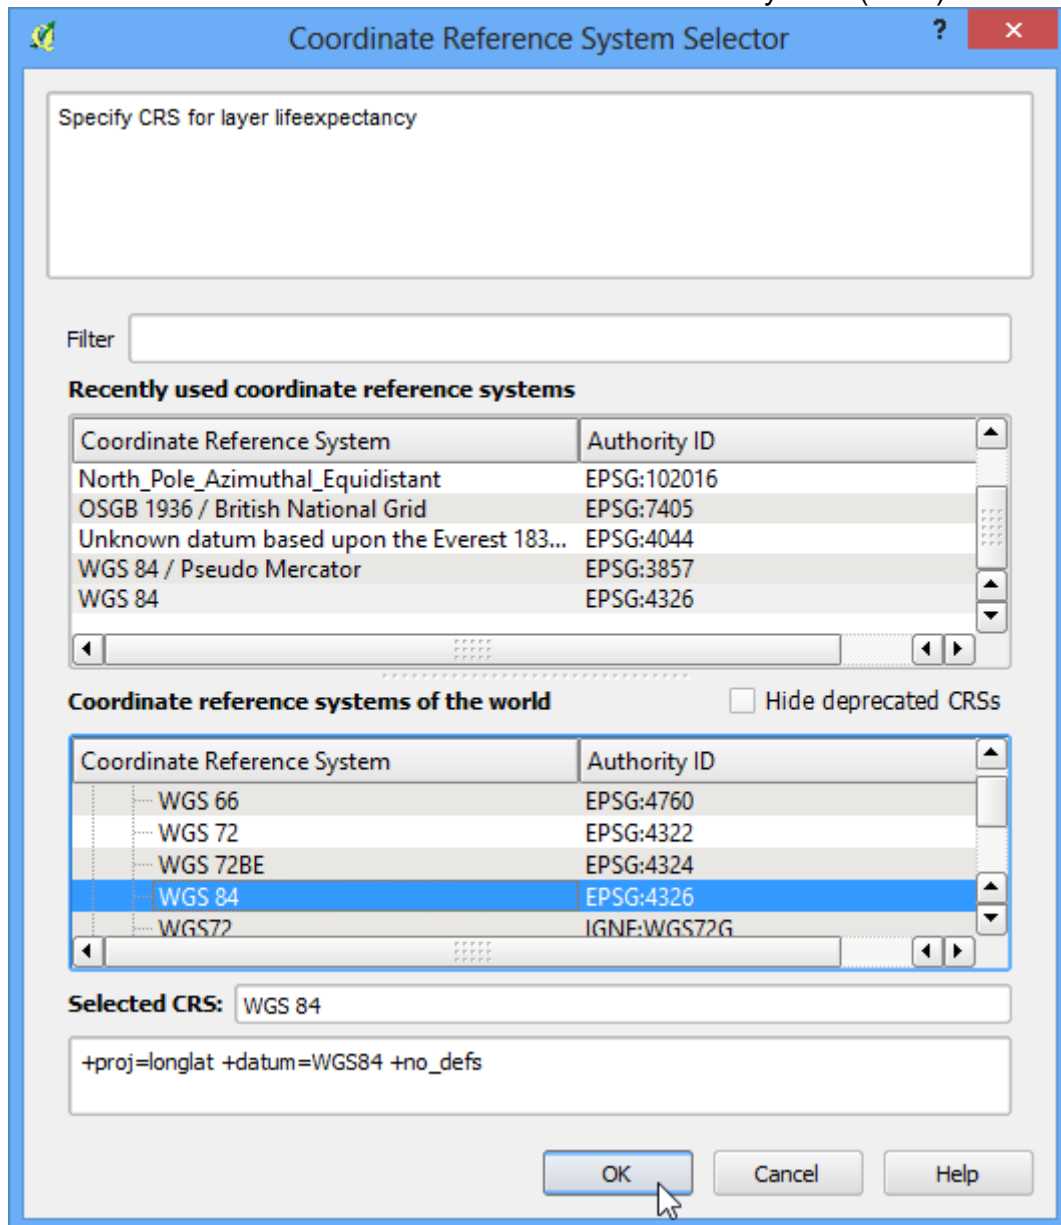 Coordinate Reference System Selector ?
Specify CRS for layer lifeexpectancy
Filter
Recently used coordinate reference systems
Coordinate Reference System Authority ID
North_Pole_Azimuthal_Equidistant EPSG:102016
OSGB 1936 / British National Grid EPSG:7405
Unknown datum based upon the Everest 183... EPSG:4044
WGS 84 / Pseudo Mercator EPSG:3857
WGS 84 EPSG:4326
Coordinate reference systems of the world Hide deprecated CRSs
Coordinate Reference System Authority ID
WGS 66 EPSG:4760
WGS 72 EPSG:4322
WGS 72BE EPSG:4324
WGS 84 EPSG:4326
WGS72 IGNF:WGS72G
Selected CRS: WGS 84
+proj=longlat +datum=WGS84 +no_defs
OK Cancel Help